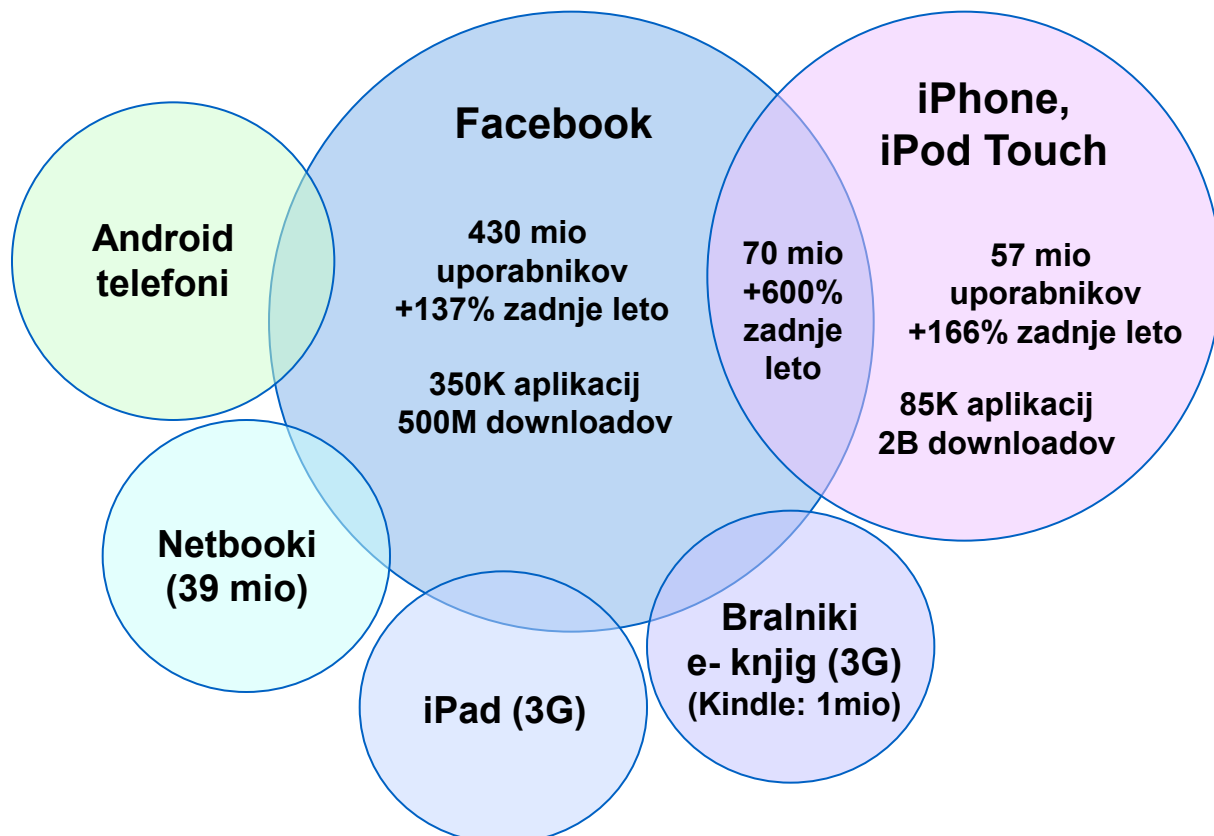 Facebook
430 mio
uporabnikov
+137% zadnje leto
350K aplikacij
500M downloadov
70 mio
+600%
zadnje
leto
iPhone,
iPod Touch
57 mio
uporabnikov
+166% zadnje leto
85K aplikacij
2B downloadov
Android
telefoni
Netbooki
(39 mio)
iPad (3G)
Bralniki
e- knjig (3G)
(Kindle: 1mio)